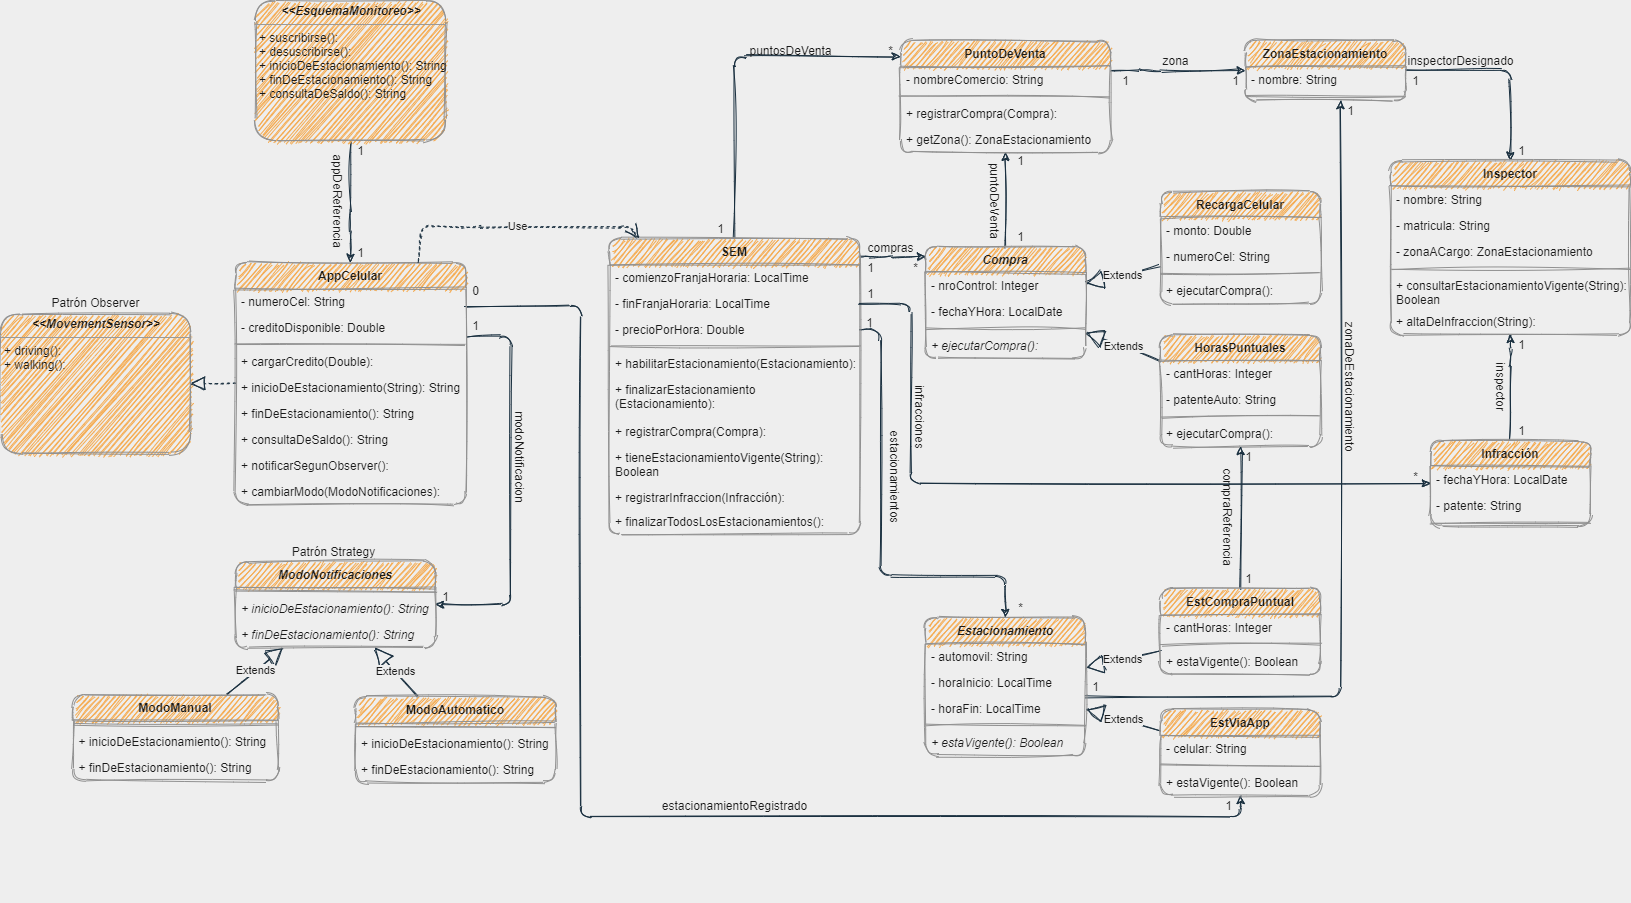 <<EsquemaMonitoreo>>
+ suscribirse():
+ desuscribirse():
+ inicioDeEstacionamiento(): String
+ finDeEstacionamiento(): String
+ consultaDeSaldo(): String
1
appDeReferencia
1
Use
AppCelular
- numeroCel: String
- creditoDisponible: Double
+ cargarCredito(Double):
+ inicioDeEstacionamiento(String): String
+ finDeEstacionamiento(): String
+ consultaDeSaldo(): String
+ notificarSegunObserver():
+ cambiarModo(ModoNotificaciones):
0
1
Patrón Observer
<<MovementSensor>>
+ driving():
+ walking():
modoNotificacion
1
Patrón Strategy
ModoNotificaciones
+ inicioDeEstacionamiento(): String
+ finDeEstacionamiento(): String
Extends
Extends
ModoManual
+ inicioDeEstacionamiento(): String
+ finDeEstacionamiento(): String
ModoAutomatico
+ inicioDeEstacionamiento(): String
+ finDeEstacionamiento(): String
estacionamientoRegistrado
1
1
puntosDeVenta
*
SEM
- comienzoFranjaHoraria: LocalTime
- finFranjaHoraria: LocalTime
- precioPorHora: Double
+ habilitarEstacionamiento(Estacionamiento):
+ finalizarEstacionamiento
(Estacionamiento):
+ registrarCompra(Compra):
+ tieneEstacionamientoVigente(String):
Boolean
+ registrarInfraccion(Infracción):
+ finalizarTodosLosEstacionamientos():
compras
1
*
1
1
infracciones
*
estacionamientos
*
PuntoDeVenta
- nombreComercio: String
+ registrarCompra(Compra):
+ getZona(): ZonaEstacionamiento
zona
1
1
1
puntoDeVenta
1
Compra
- nroControl: Integer
- fechaYHora: LocalDate
+ ejecutarCompra():
Extends
Extends
RecargaCelular
- monto: Double
- numeroCel: String
+ ejecutarCompra():
HorasPuntuales
- cantHoras: Integer
- patenteAuto: String
+ ejecutarCompra():
1
compraReferencia
1
ZonaEstacionamiento
- nombre: String
inspectorDesignado
1
1
1
zonaDeEstacionamiento
1
Inspector
- nombre: String
- matricula: String
- zonaACargo: ZonaEstacionamiento
+ consultarEstacionamientoVigente(String):
Boolean
+ altaDeInfraccion(String):
1
inspector
1
Infracción
- fechaYHora: LocalDate
- patente: String
Estacionamiento
- automovil: String
- horaInicio: LocalTime
- horaFin: LocalTime
+ estaVigente(): Boolean
Extends
Extends
EstCompraPuntual
- cantHoras: Integer
+ estaVigente(): Boolean
EstViaApp
- celular: String
+ estaVigente(): Boolean